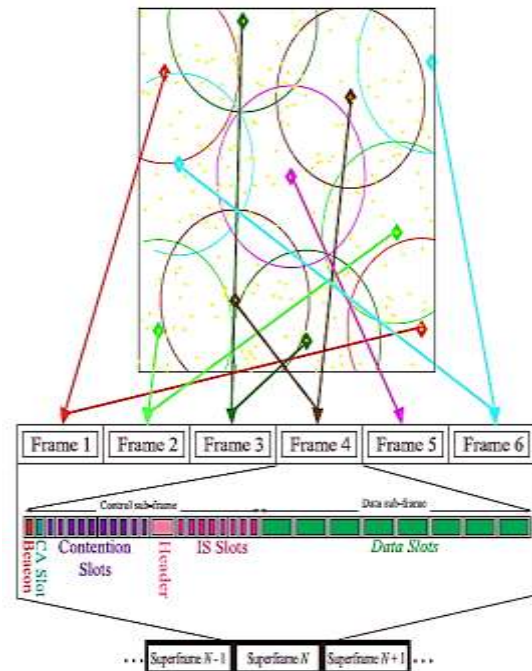 Frame 1 Frame 2 Frame 3 Frame 4 Frame 5 Frame 6
Control sub-frame Data sub-frame
Beacon
CA Slot
Contention
Slots
Header
IS Slots
Data Slots
... Superframe N - 1 Superframe N Superframe N + 1 ...